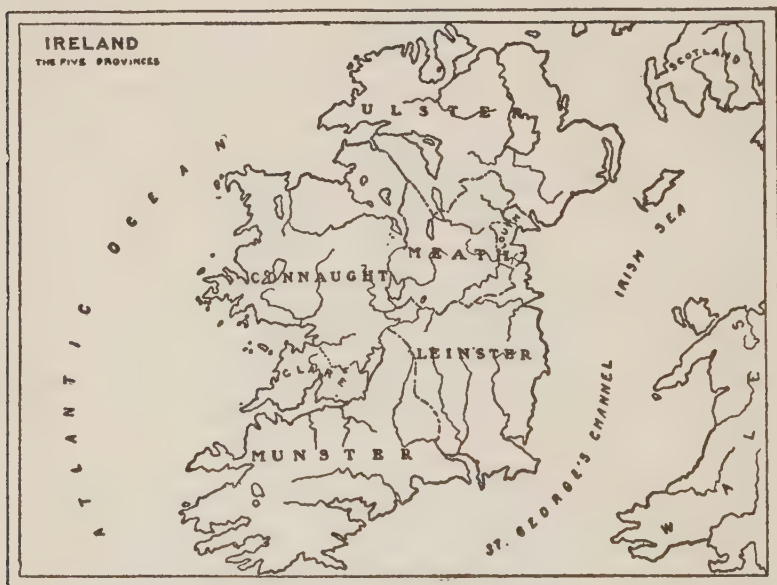 IRELAND
THE FIVE PROVINCES
SCOTLAND
ULSTER
ATLANTIC OCEAN
LOUTH
MEATH
IRISH SEA
CONNAUGHT
LEINSTER
CLARE
WALES
MUNSTER
ST. GEORGE'S CHANNEL